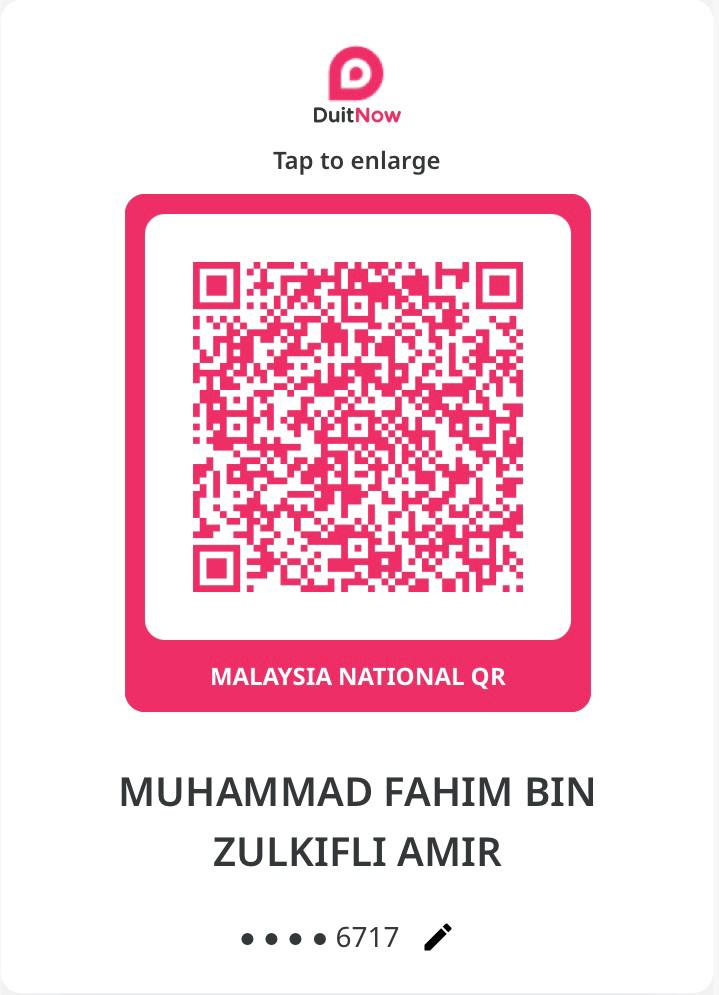 DuitNow
Tap to enlarge
MALAYSIA NATIONAL QR
MUHAMMAD FAHIM BIN
ZULKIFLI AMIR
●●●● 6717